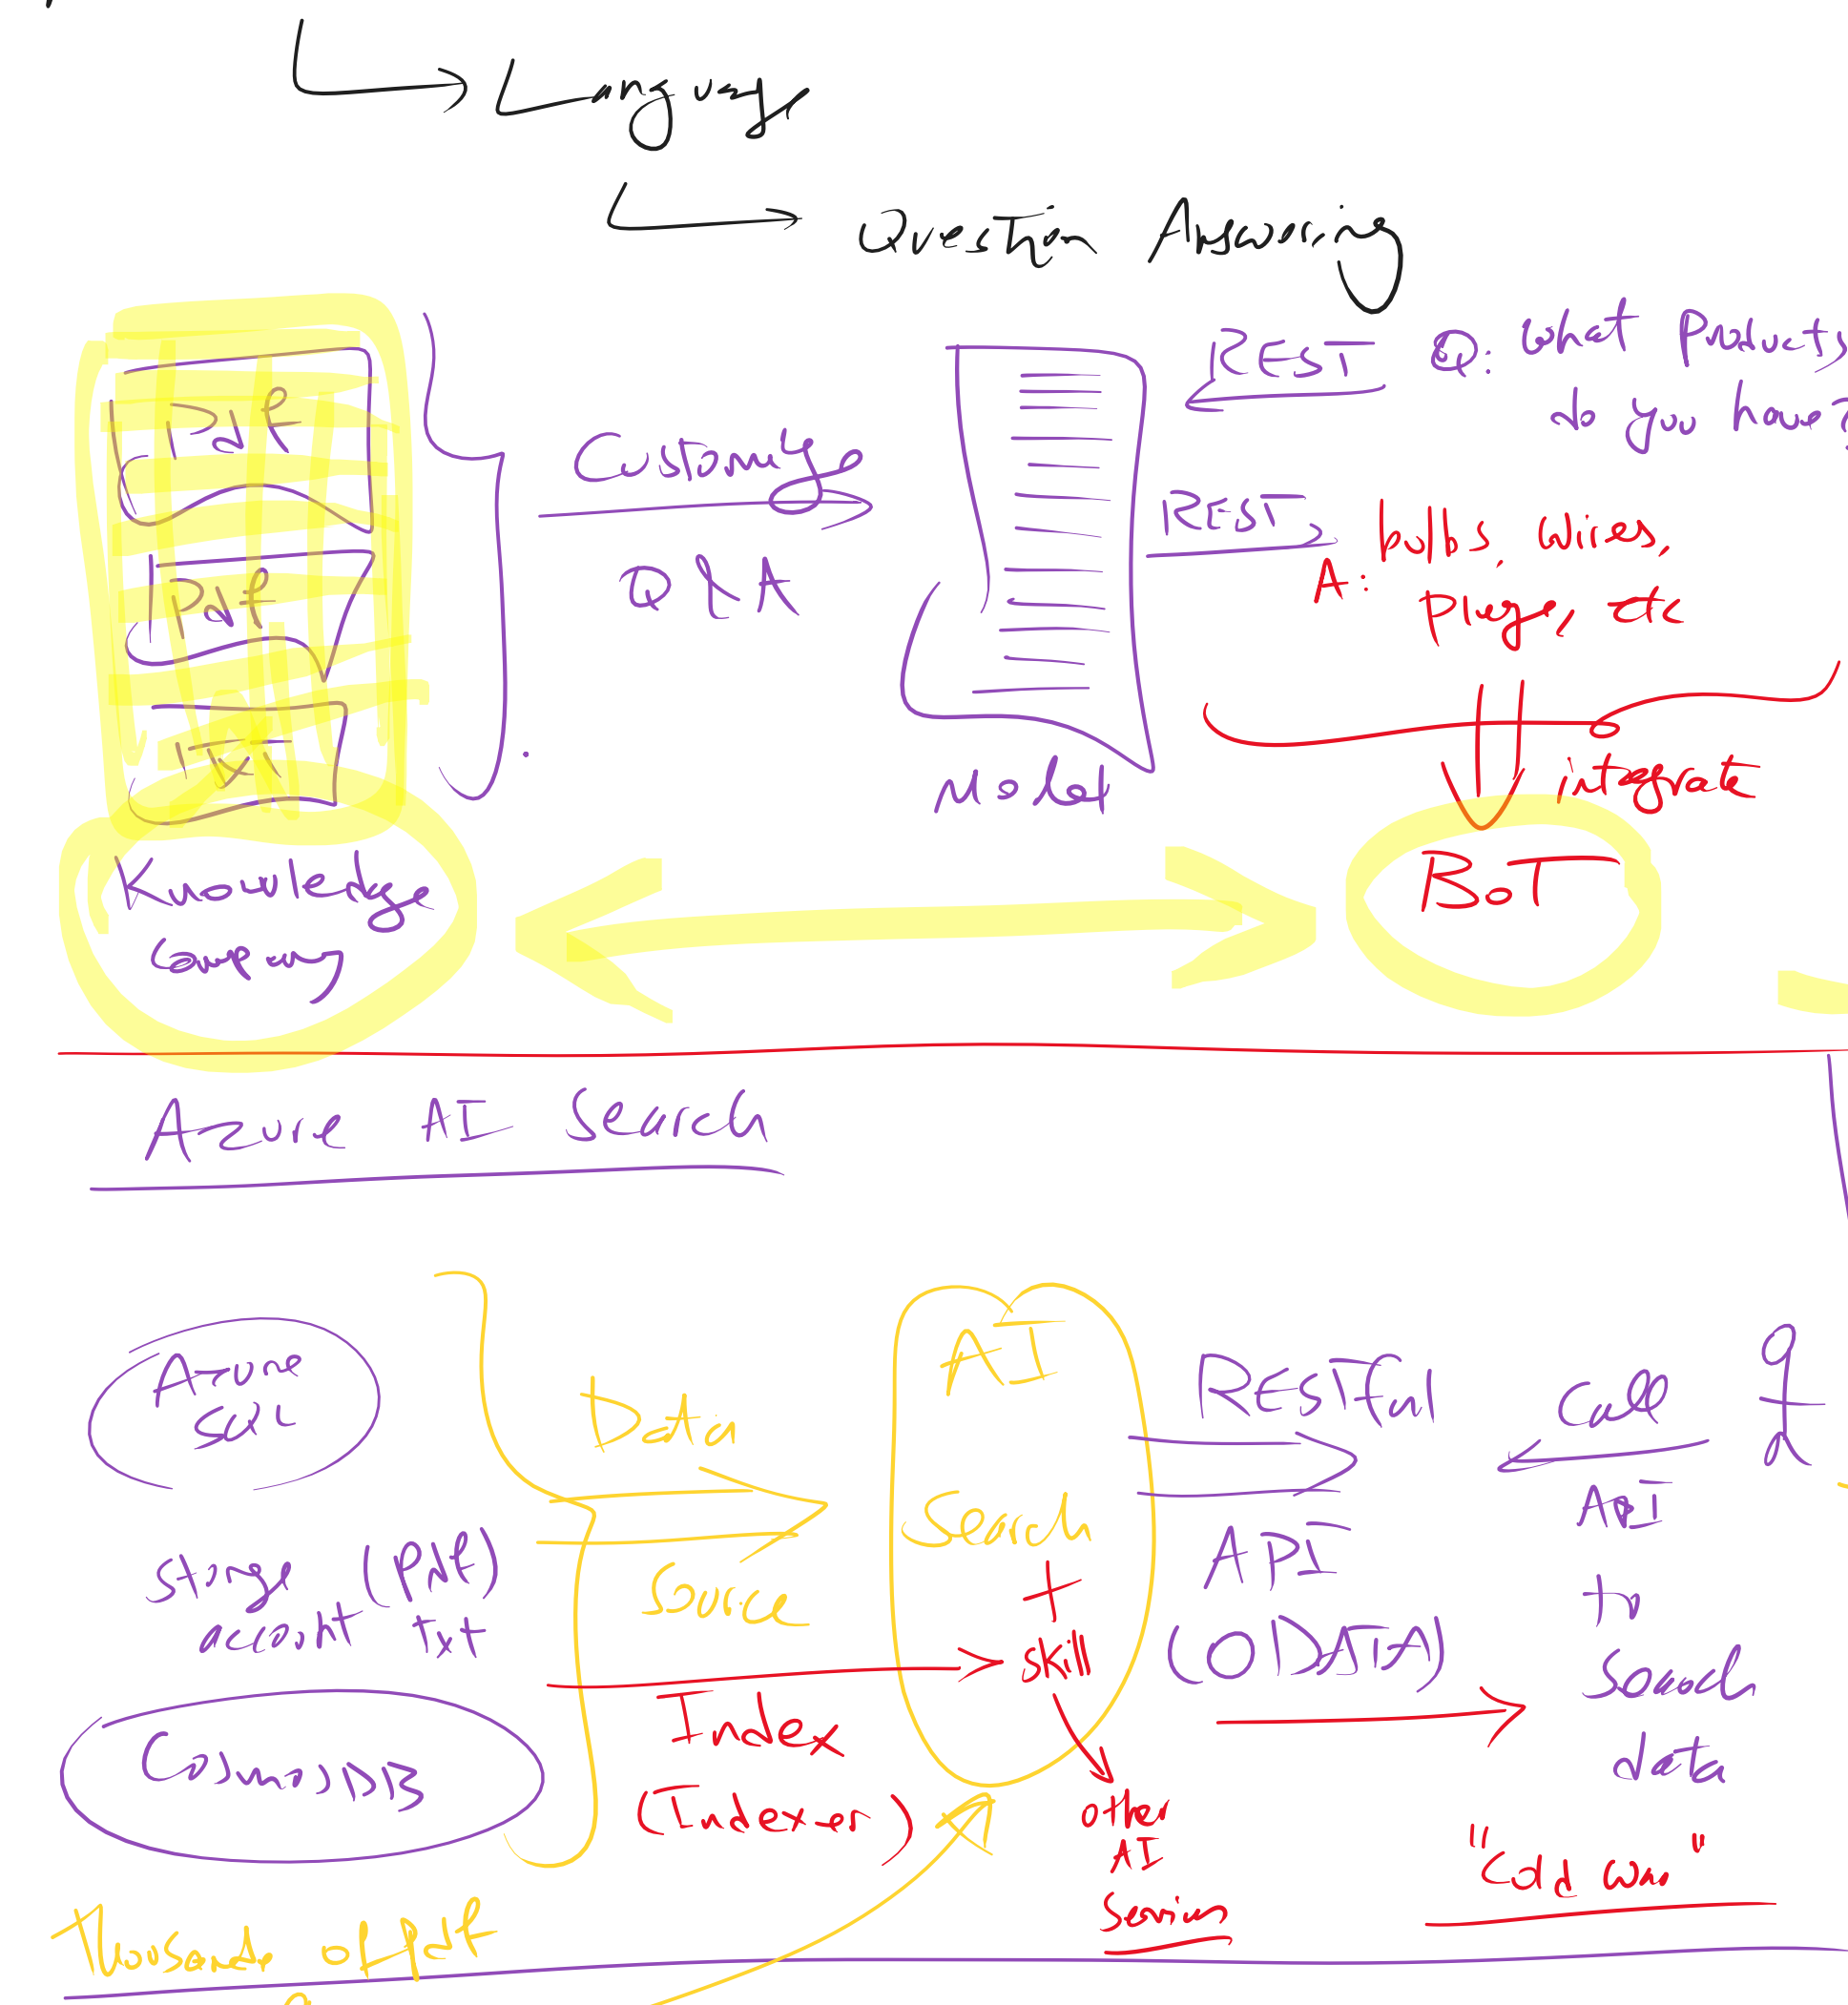 Language
Question Answering
Pdf
Pdf
Txt
Knowledge
Company
Customize
Q & A
Model
REST
Q: What Products
do you have?
REST
A: bulbs, wires,
Plugs, etc
integrate
BOT
Azure AI Search
Azure
SQL
Storage (Pdf)
account txt
CosmosDB
Data
Source
Index
(Indexer)
AI
Search
+
skill
other
AI
Services
RESTful
API
(ODATA)
Call
API
to
Search
data
"Cold war"
Thousands of Pdf